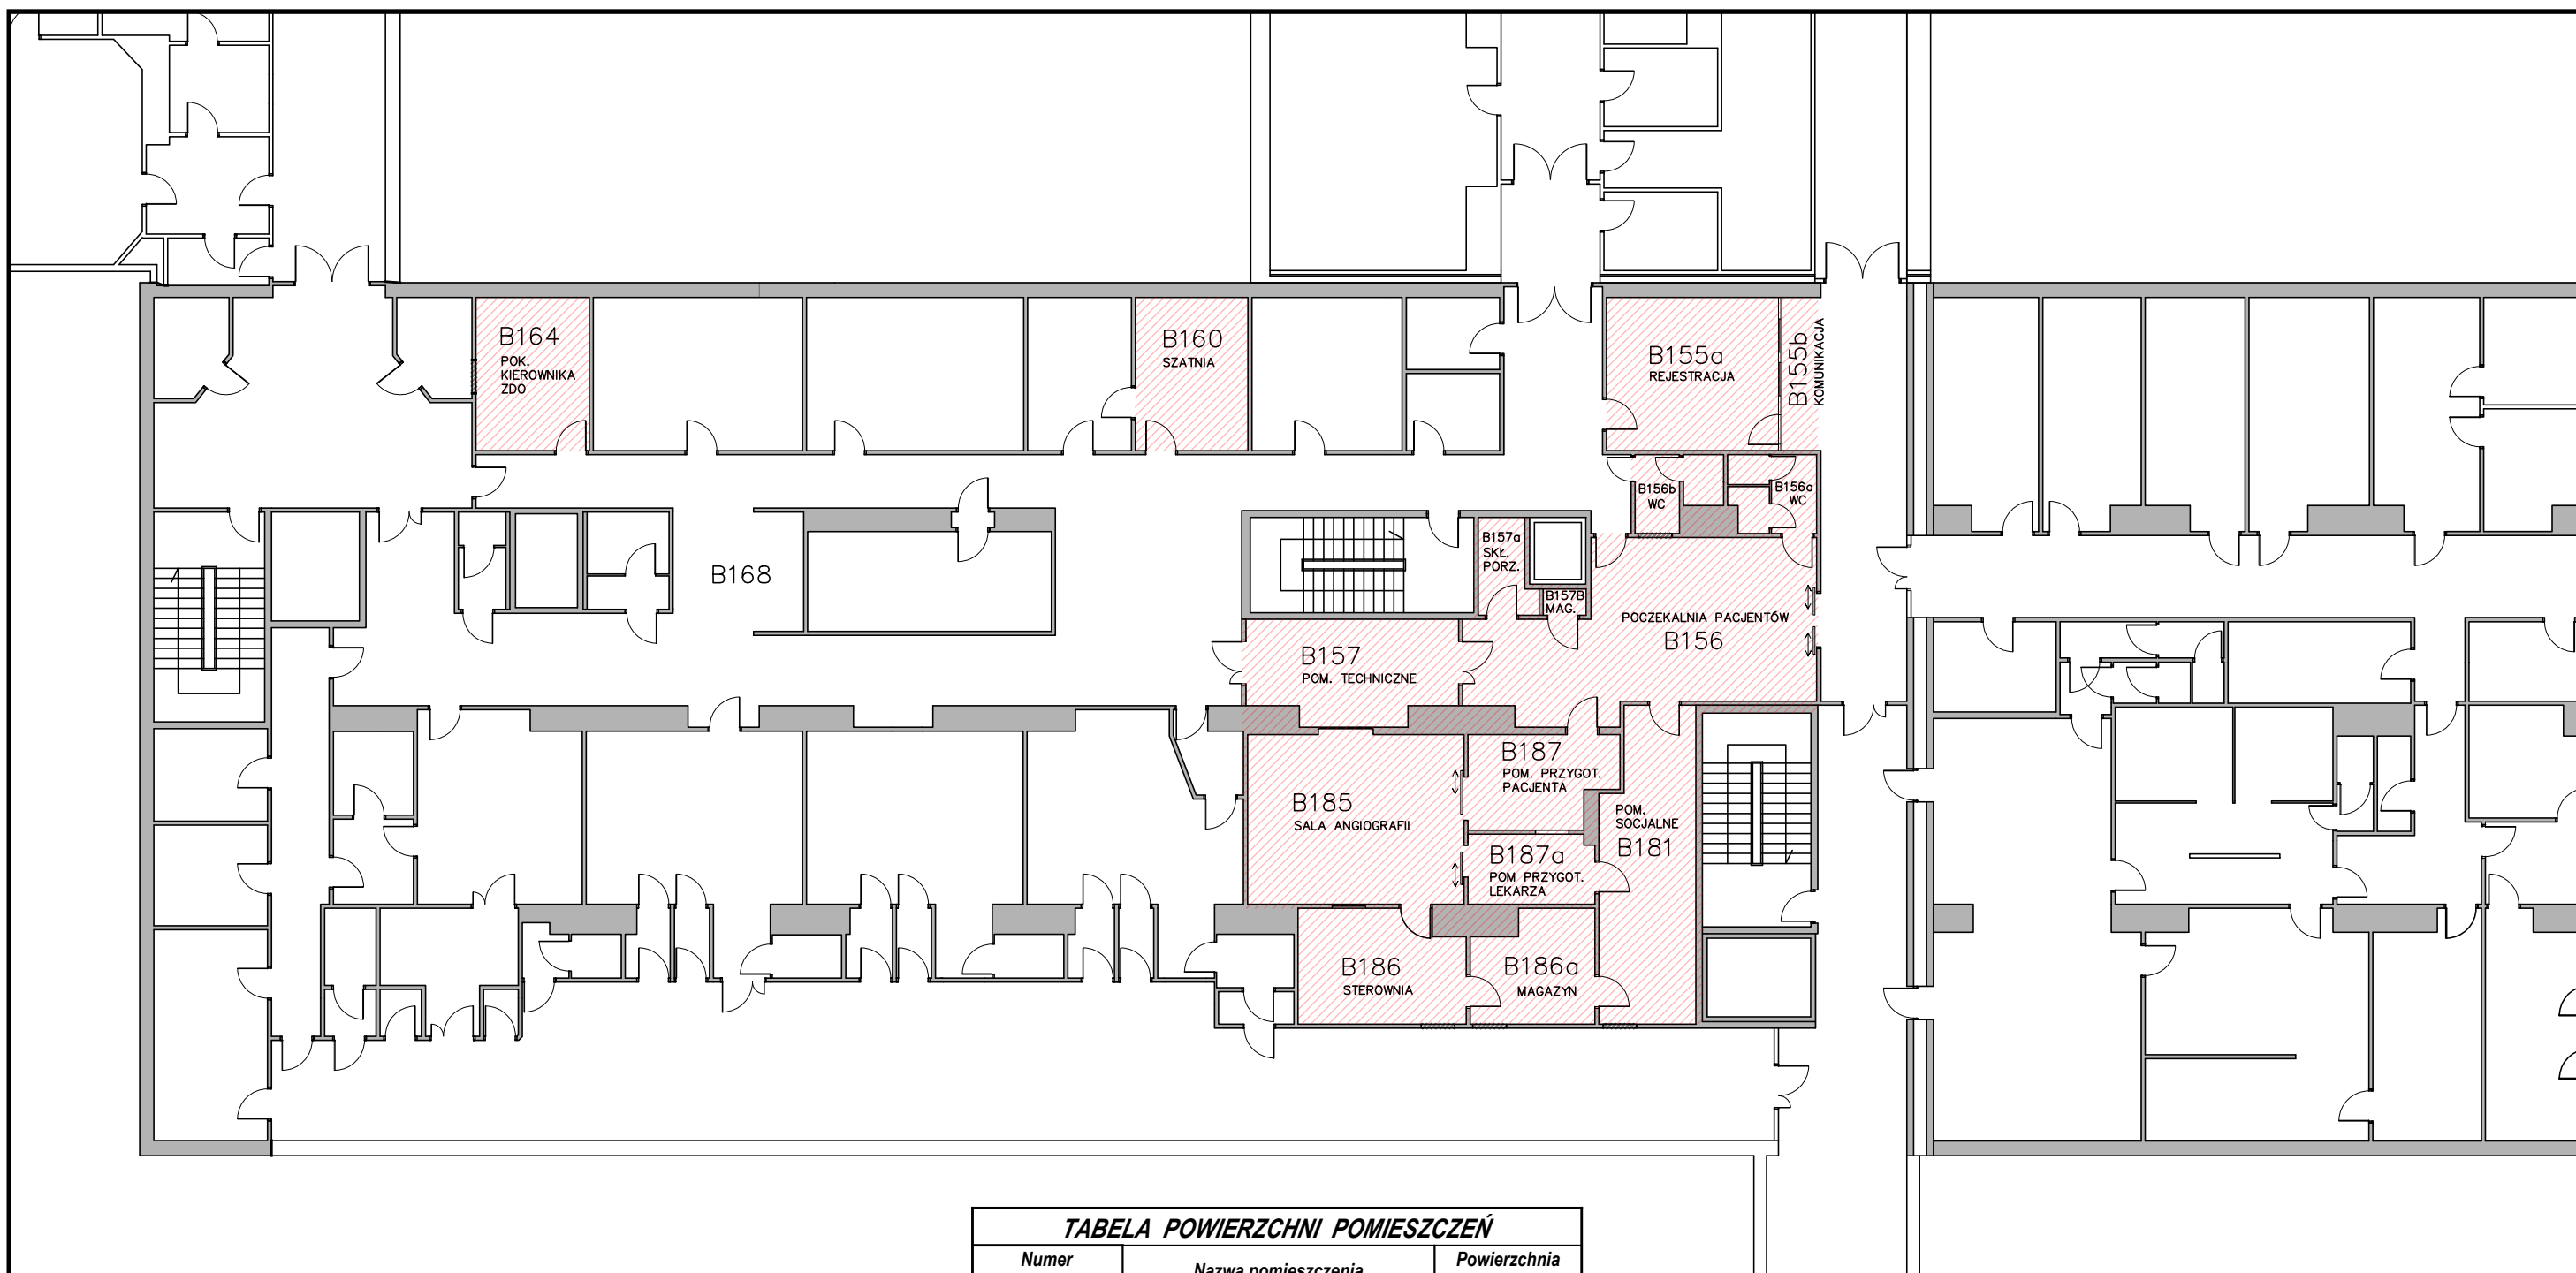 B164
POK.
KIEROWNIKA
ZDO
B160
SZATNIA
B155a
REJESTRACJA
B155b
KOMUNIKACJA
B156b
WC
B156a
WC
B157a
SKŁ.
PORZ.
B157B
MAG.
B168
POCZEKALNIA PACJENTÓW
B156
B157
POM. TECHNICZNE
B187
POM. PRZYGOT.
PACJENTA
B185
SALA ANGIOGRAFII
POM.
SOCJALNE
B181
B187a
POM PRZYGOT.
LEKARZA
B186
STEROWNIA
B186a
MAGAZYN
TABELA POWIERZCHNI POMIESZCZEŃ
Numer
Nazwa pomieszczenia
Powierzchnia